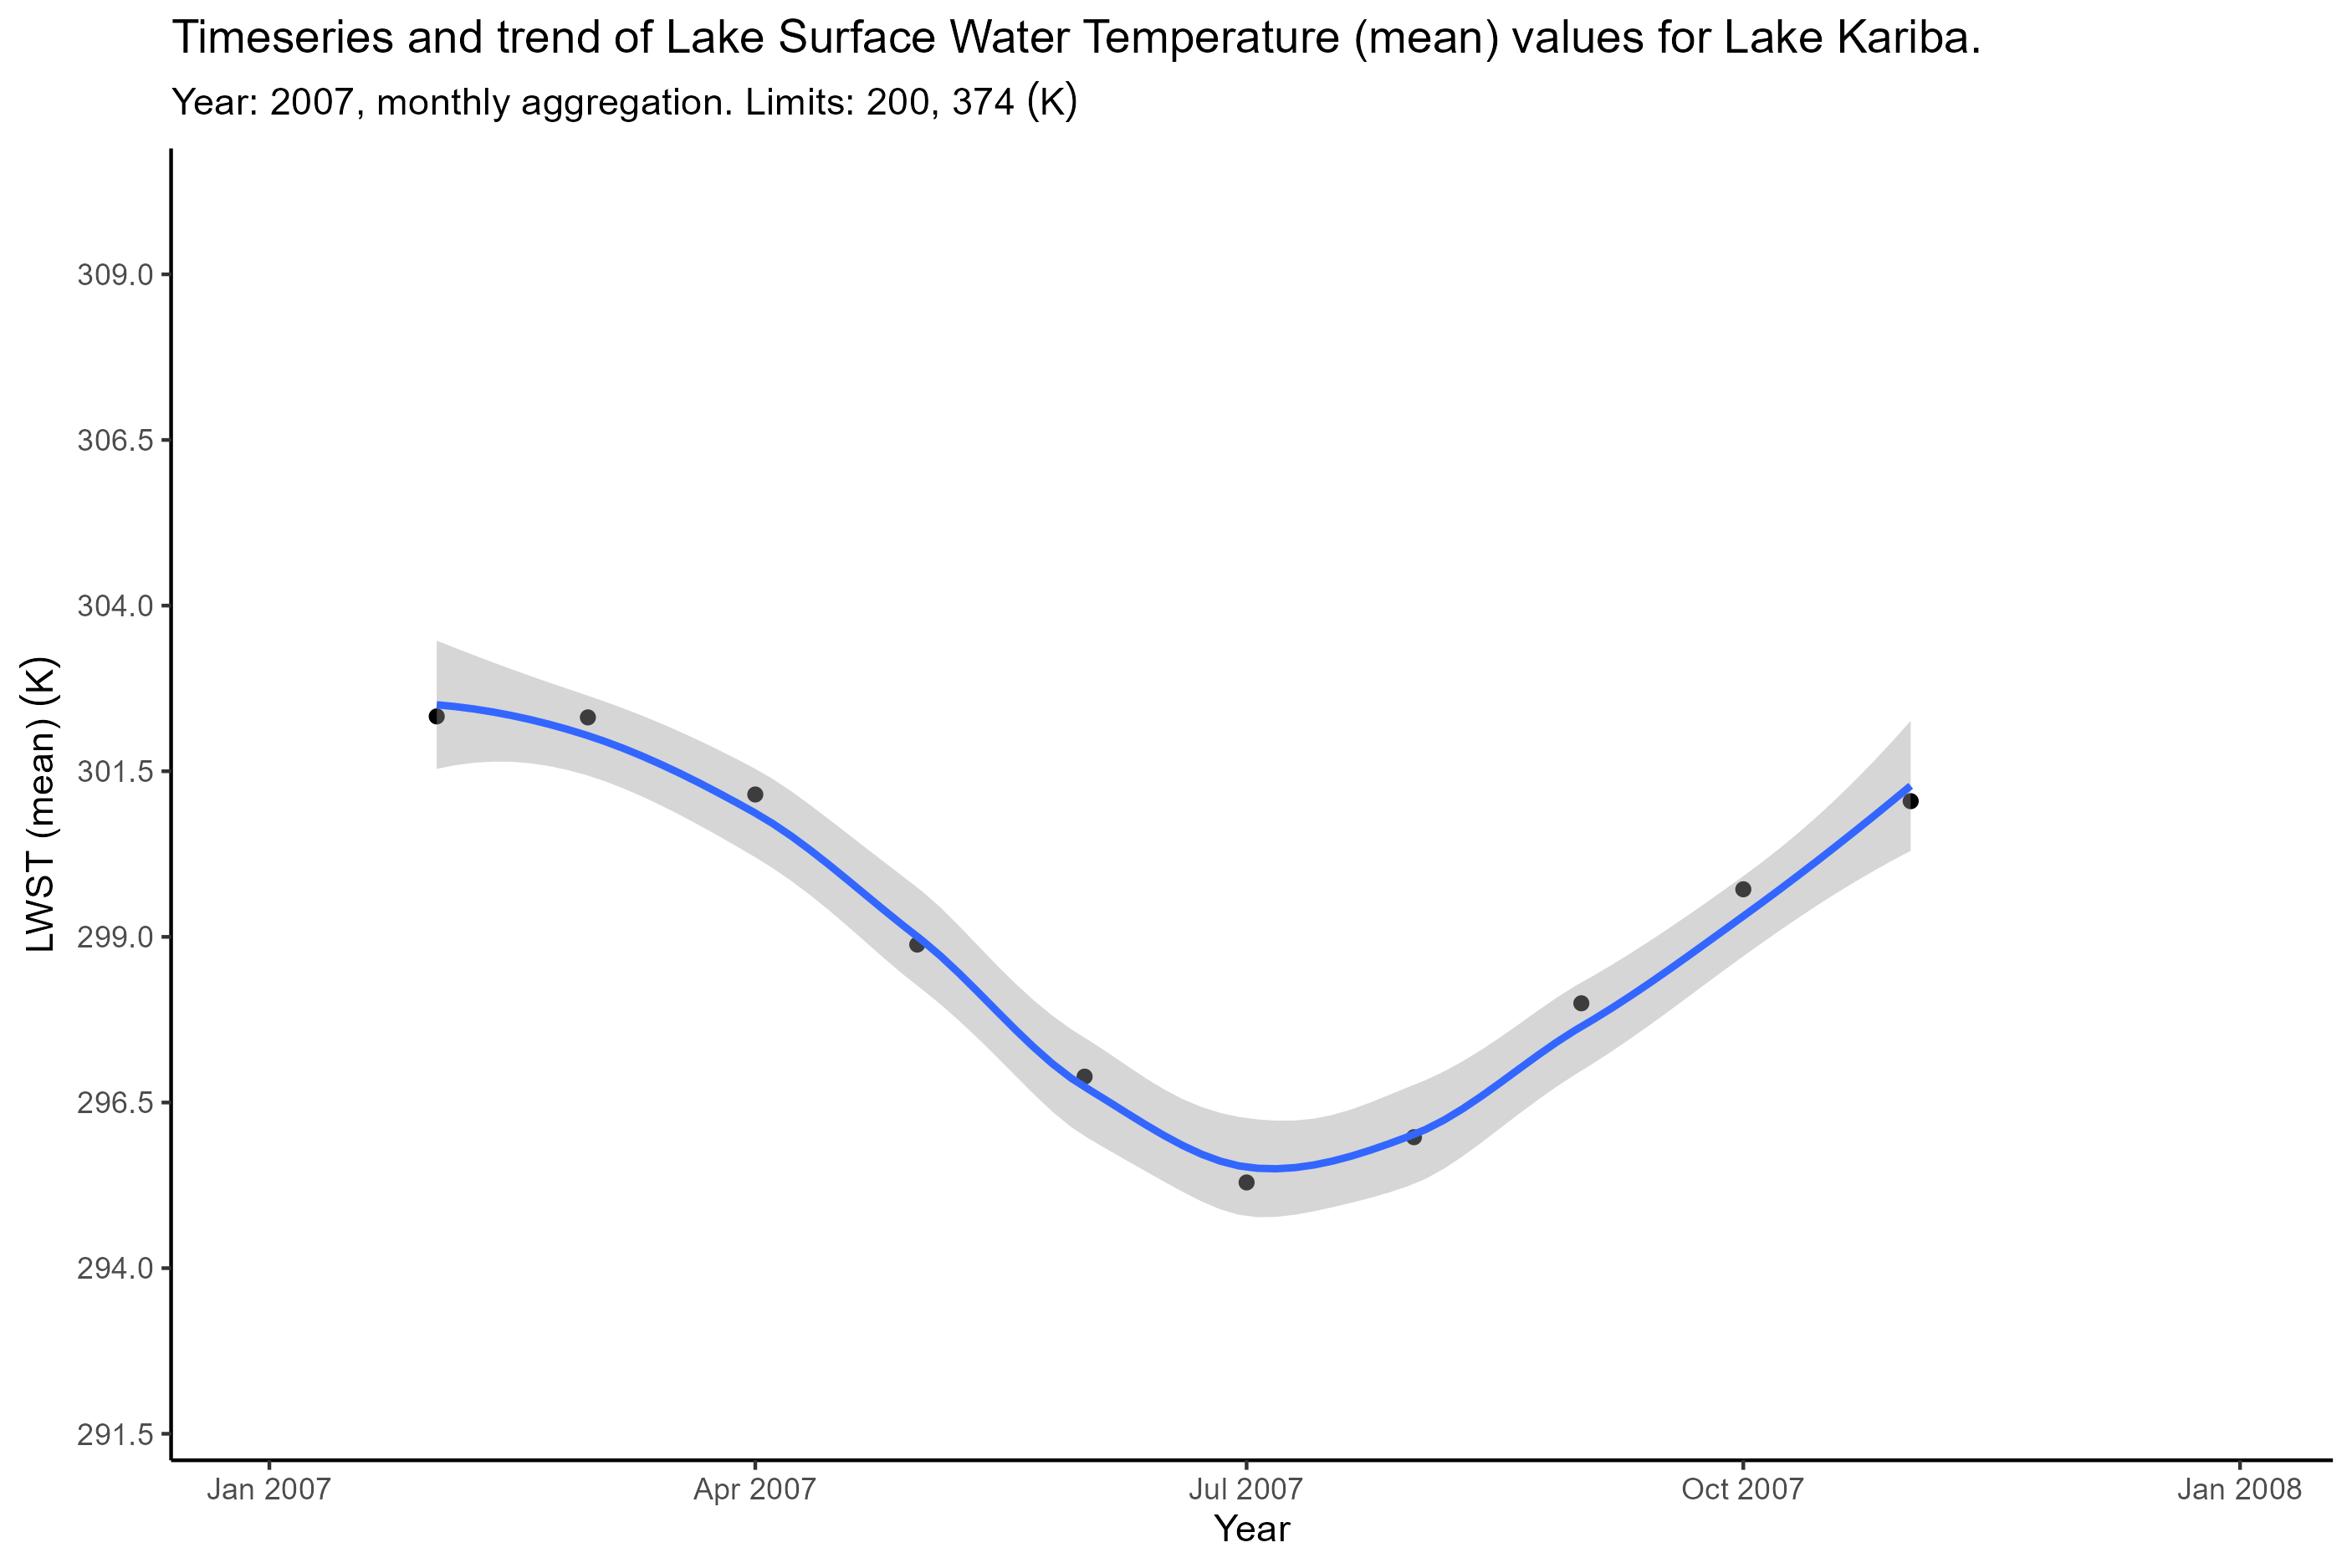 Timeseries and trend of Lake Surface Water Temperature (mean) values for Lake Kariba.
Year: 2007, monthly aggregation. Limits: 200, 374 (K)
LWST (mean) (K)
309.0
306.5
304.0
301.5
299.0
296.5
294.0
291.5
Jan 2007 Apr 2007 Jul 2007 Oct 2007 Jan 2008
Year